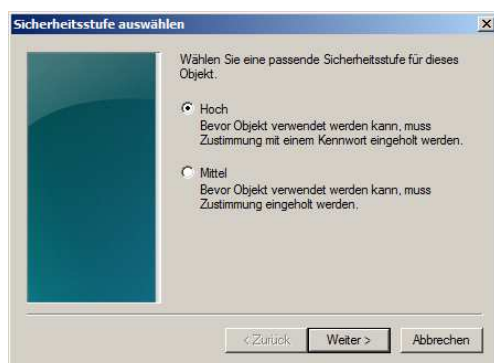 Sicherheitsstufe auswählen
Wählen Sie eine passende Sicherheitsstufe für dieses
Objekt.
Hoch
Bevor Objekt verwendet werden kann, muss
Zustimmung mit einem Kennwort eingeholt werden.
Mittel
Bevor Objekt verwendet werden kann, muss
Zustimmung eingeholt werden.
< Zurück Weiter > Abbrechen